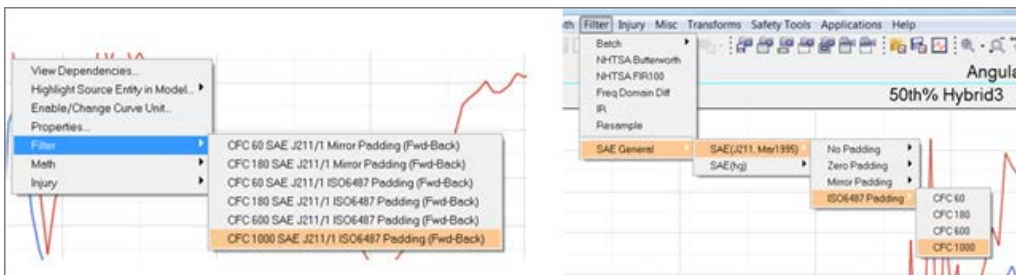 View Dependencies...
Highlight Source Entity in Model...
Enable/Change Curve Unit...
Properties...
Filter
Math
Injury
CFC 60 SAE J211/1 Mirror Padding (Fwd-Back)
CFC 180 SAE J211/1 Mirror Padding (Fwd-Back)
CFC 60 SAE J211/1 ISO6487 Padding (Fwd-Back)
CFC 180 SAE J211/1 ISO6487 Padding (Fwd-Back)
CFC 600 SAE J211/1 ISO6487 Padding (Fwd-Back)
CFC 1000 SAE J211/1 ISO6487 Padding (Fwd-Back)
Filter Injury Misc Transforms Safety Tools Applications Help
Batch
NHTSA Butterworth
NHTSA FIR100
Freq Domain Diff
IR
Resample
SAE General
SAE(J211, Mar1995)
SAE(hg)
No Padding
Zero Padding
Mirror Padding
ISO6487 Padding
CFC 60
CFC 180
CFC 600
CFC 1000
Angula
50th% Hybrid3